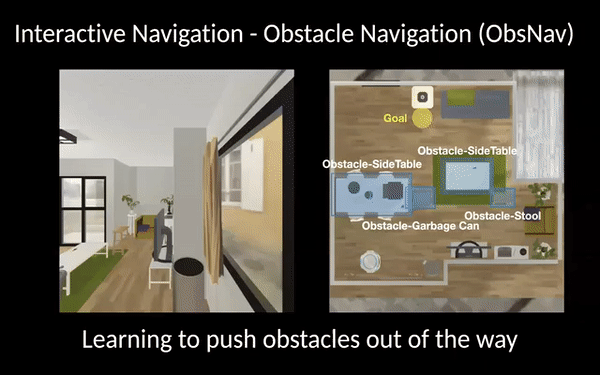 Interactive Navigation - Obstacle Navigation (ObsNav)
Goal
Obstacle-SideTable
Obstacle-SideTable
Obstacle-Stool
Obstacle-Garbage Can
Learning to push obstacles out of the way